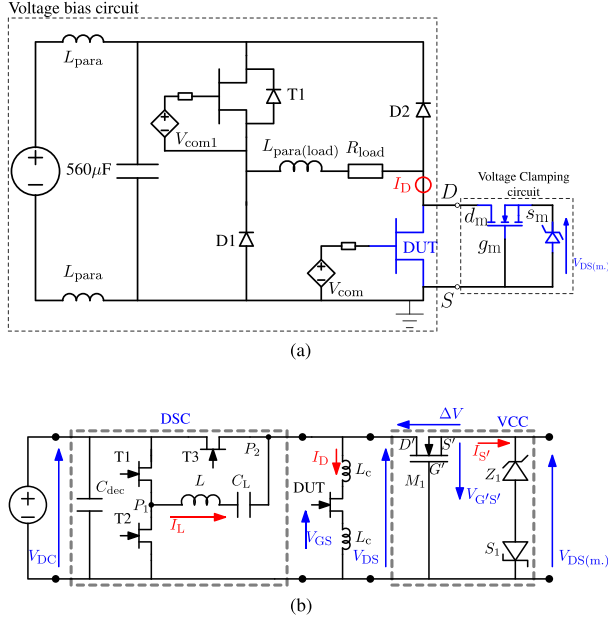 Voltage bias circuit
L_para
T1
D2
V_com1
L_para(load)
R_load
560μF
I_D
D
Voltage Clamping
circuit
d_m
s_m
g_m
D1
DUT
V_DS(m.)
L_para
V_com
S
(a)
DSC
ΔV
VCC
T1
T3
P_2
I_D
D'
S'
I_S'
L_c
G'
M_1
Z_1
C_dec
L
C_L
DUT
P_1
V_G'S'
T2
I_L
V_DC
V_GS
L_c
V_DS
S_1
V_DS(m.)
(b)